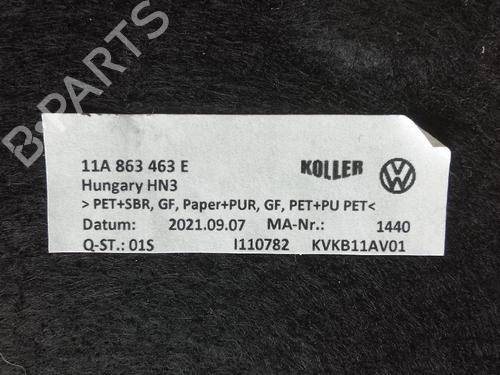 B-PARTS
11A 863 463 E
KOLLER
Hungary HN3
> PET+SBR, GF, Paper+PUR, GF, PET+PU PET<
Datum: 2021.09.07 MA-Nr.: 1440
Q-ST.: 01S I110782 KVKB11AV01